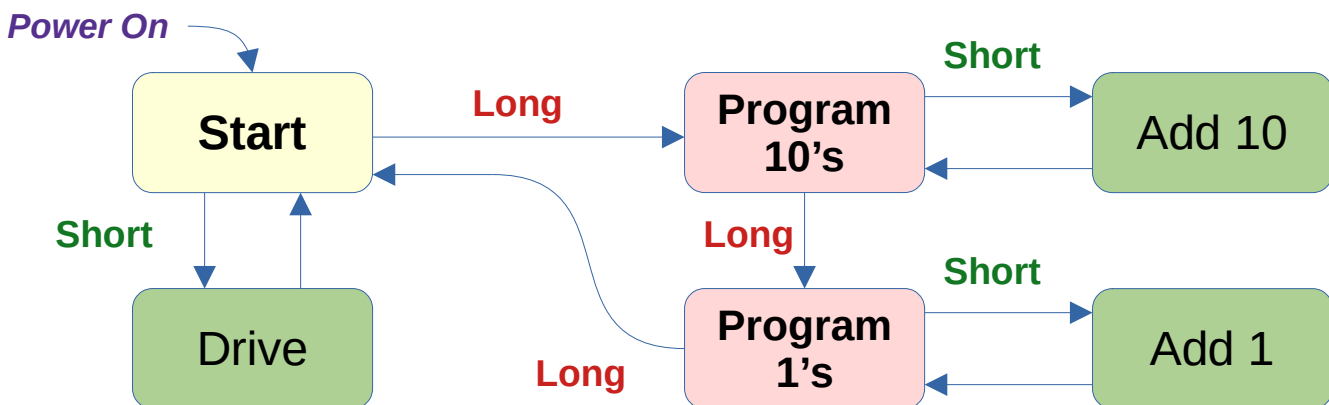 Power On
Short
Long
Start
Program
10’s
Add 10
Short
Long
Short
Drive
Program
1’s
Add 1
Long